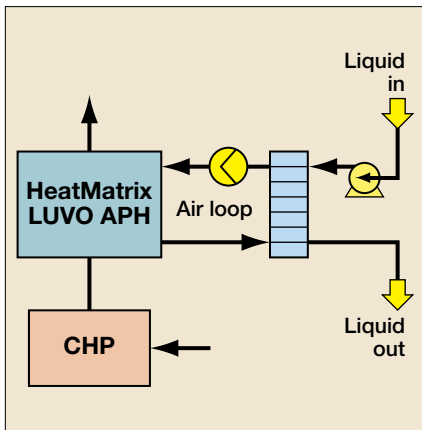 Liquid
in
HeatMatrix
LUVO APH
Air loop
CHP
Liquid
out